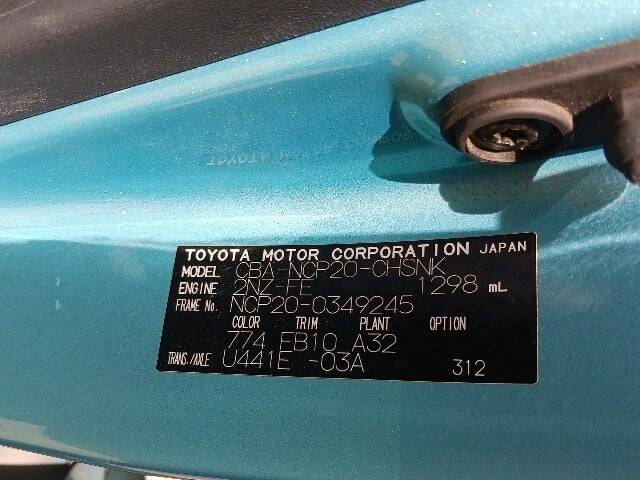 TOYOTA MOTOR CORPORATION JAPAN
MODEL CBA-NCP20-CHSNK
ENGINE 2NZ-FE 1298 mL
FRAME No. NCP20-0349245
COLOR TRIM PLANT OPTION
774 EB10 A32
TRANS./AXLE U441E -03A 312